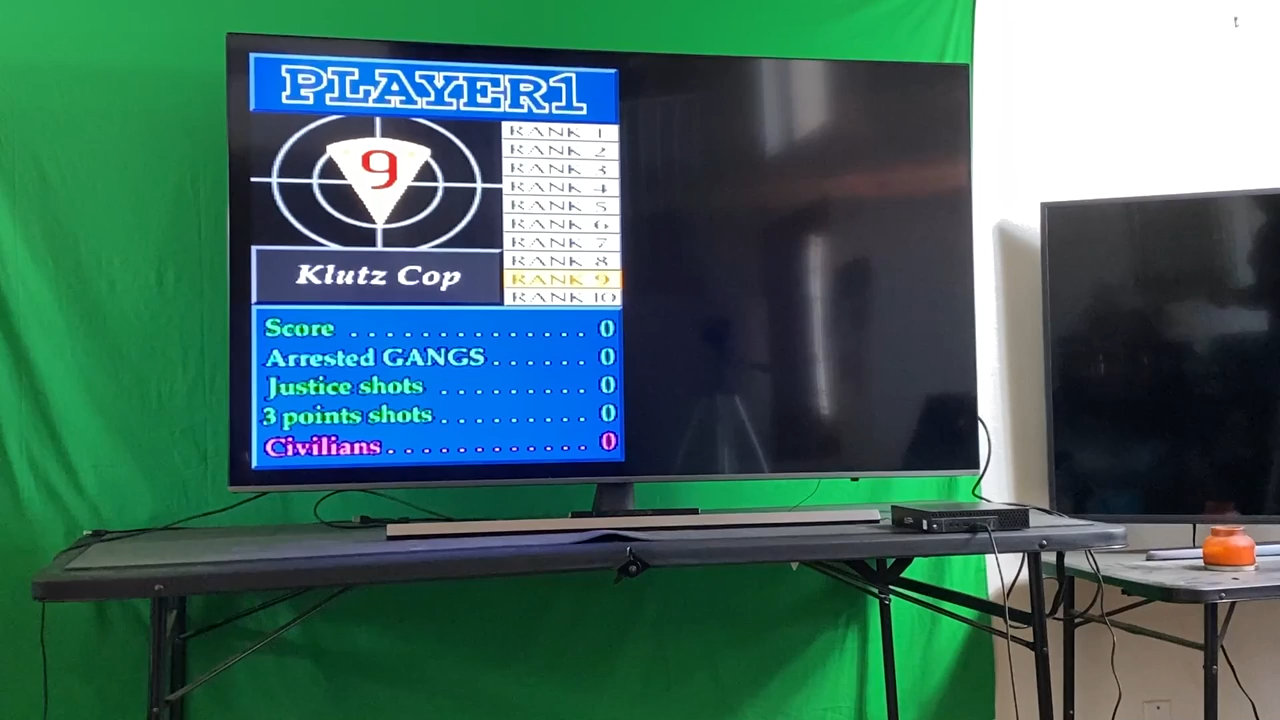 PLAYER1
9
RANK 1
RANK 2
RANK 3
RANK 4
RANK 5
RANK 6
RANK 7
RANK 8
RANK 9
RANK 10
Klutz Cop
Score .............. 0
Arrested GANGS...... 0
Justice shots ......... 0
3 points shots......... 0
Civilians............ 0